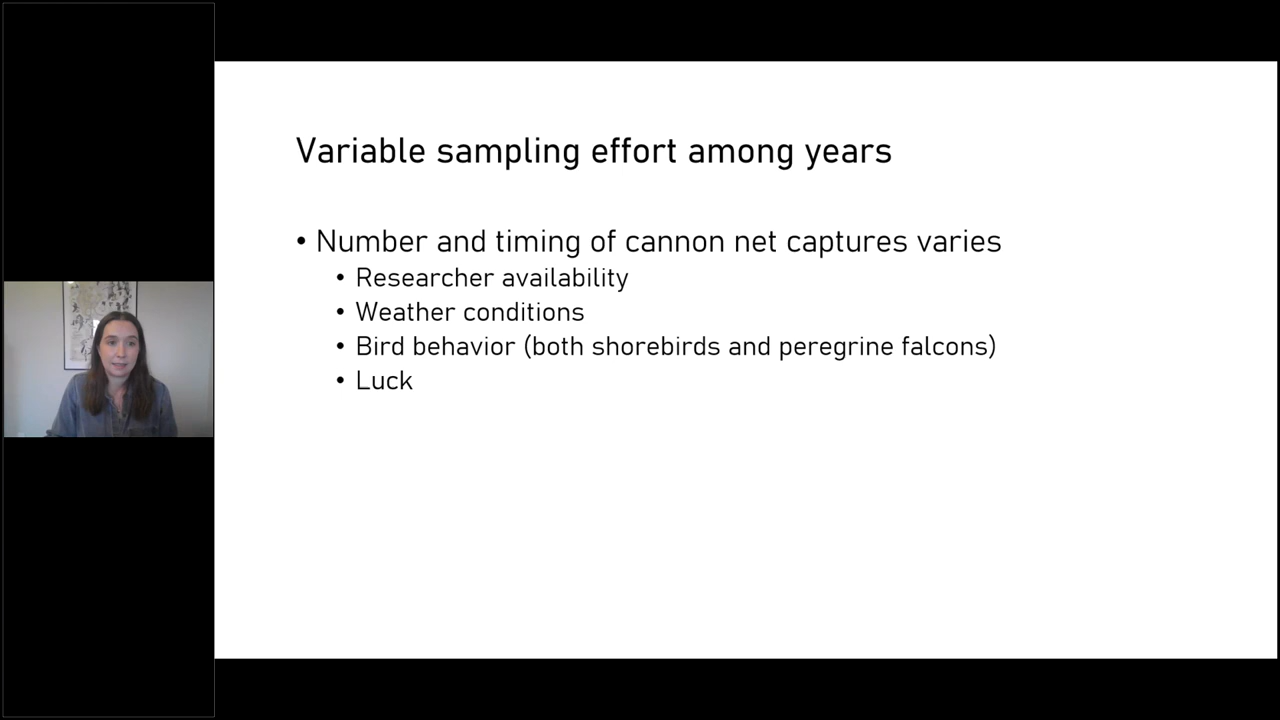 Variable sampling effort among years
• Number and timing of cannon net captures varies
• Researcher availability
• Weather conditions
• Bird behavior (both shorebirds and peregrine falcons)
• Luck